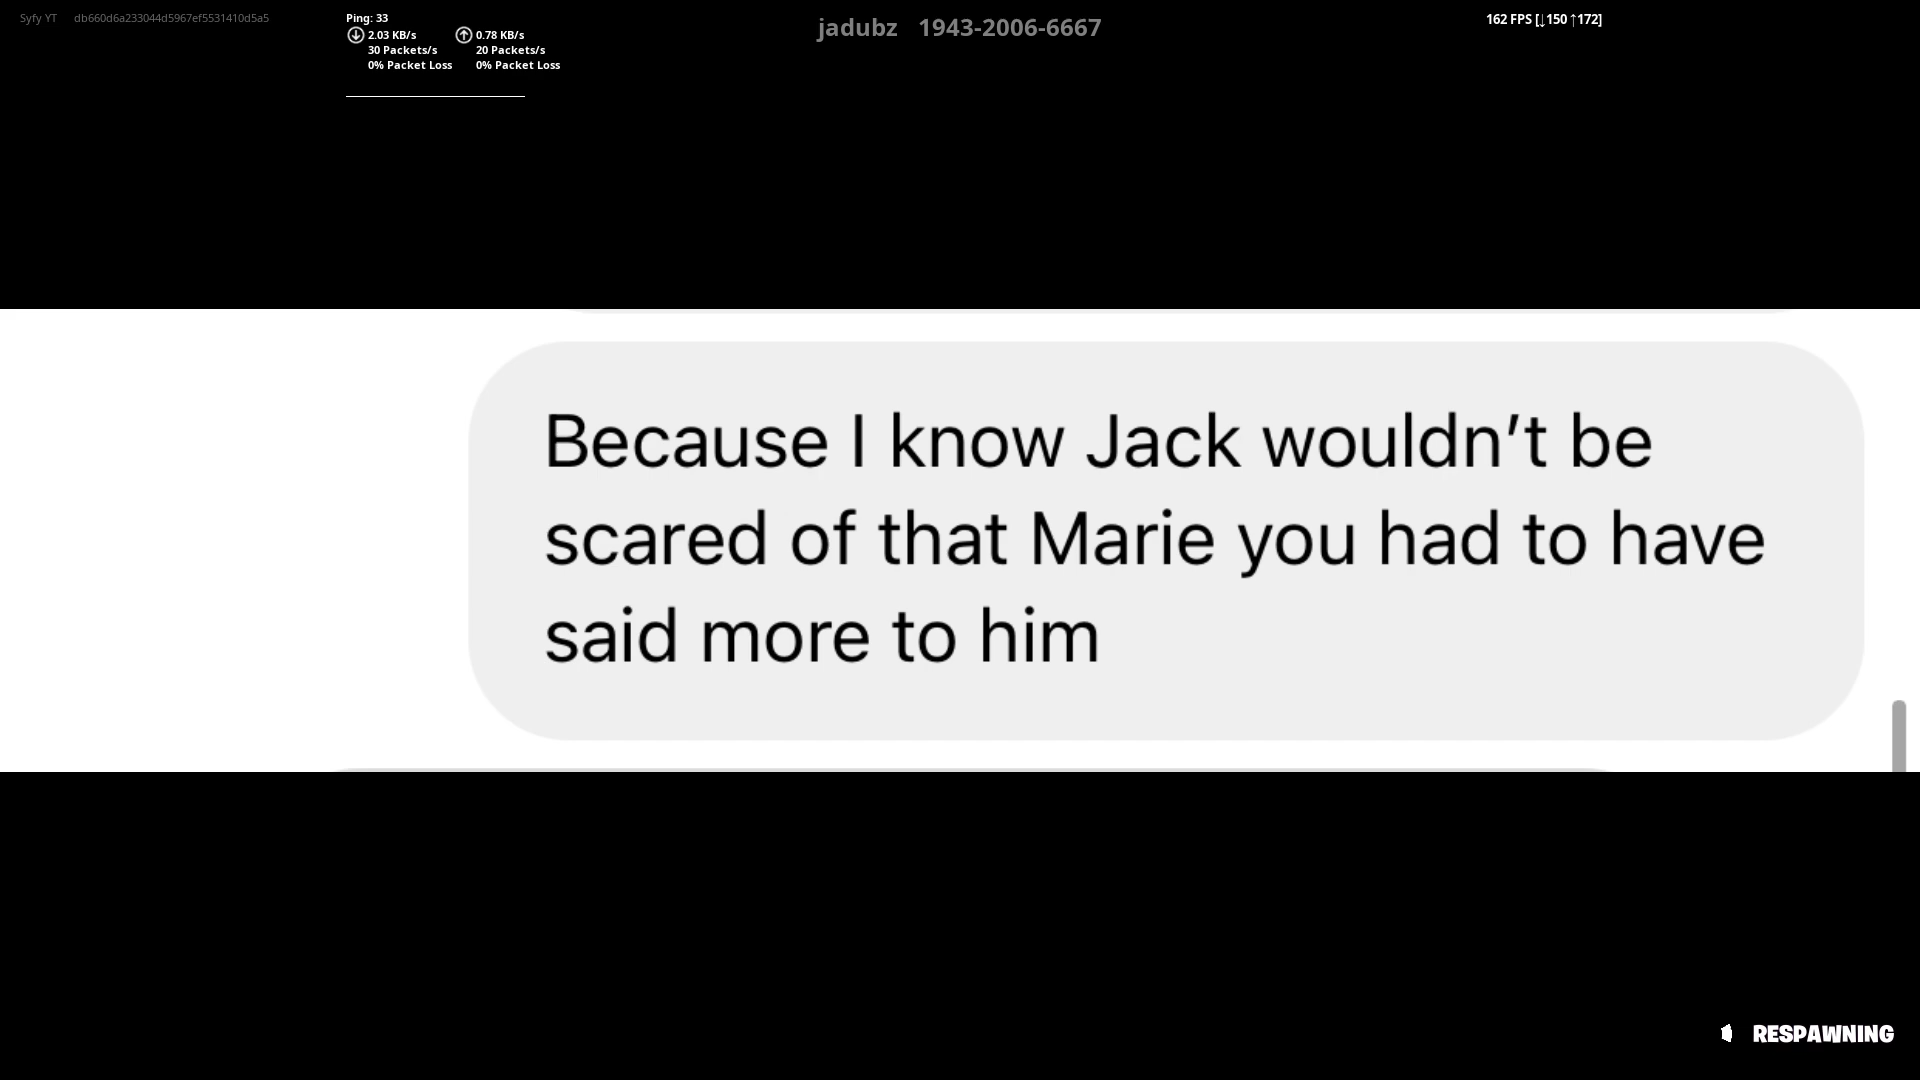 Syfy YT db660d6a233044d5967ef5531410d5a5
Ping: 33
2.03 KB/s 0.78 KB/s
30 Packets/s 20 Packets/s
0% Packet Loss 0% Packet Loss
jadubz 1943-2006-6667
162 FPS [↓150 ↑172]
Because I know Jack wouldn’t be
scared of that Marie you had to have
said more to him
RESPAWNING